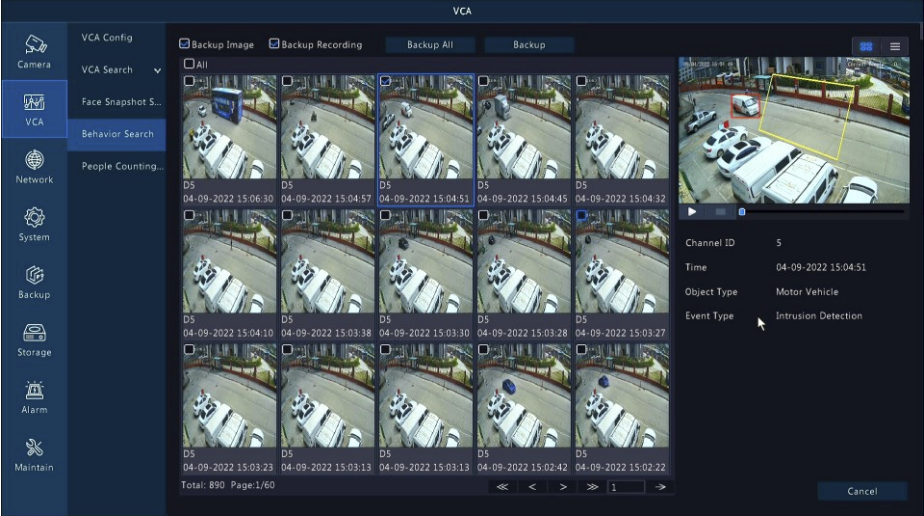 VCA
Camera
VCA
Network
System
Backup
Storage
Alarm
Maintain
VCA Config
VCA Search
Face Snapshot S...
Behavior Search
People Counting...
Backup Image Backup Recording Backup All Backup
All
D5 D5 D5 D5 D5
04-09-2022 15:06:30 04-09-2022 15:04:57 04-09-2022 15:04:51 04-09-2022 15:04:45 04-09-2022 15:04:32
D5 D5 D5 D5 D5
04-09-2022 15:04:10 04-09-2022 15:03:38 04-09-2022 15:03:30 04-09-2022 15:03:28 04-09-2022 15:03:27
D5 D5 D5 D5 D5
04-09-2022 15:03:23 04-09-2022 15:03:13 04-09-2022 15:03:13 04-09-2022 15:02:42 04-09-2022 15:02:22
Total: 890 Page:1/60 ≪ < > ≫ 1 →
Channel ID 5
Time 04-09-2022 15:04:51
Object Type Motor Vehicle
Event Type Intrusion Detection
Cancel